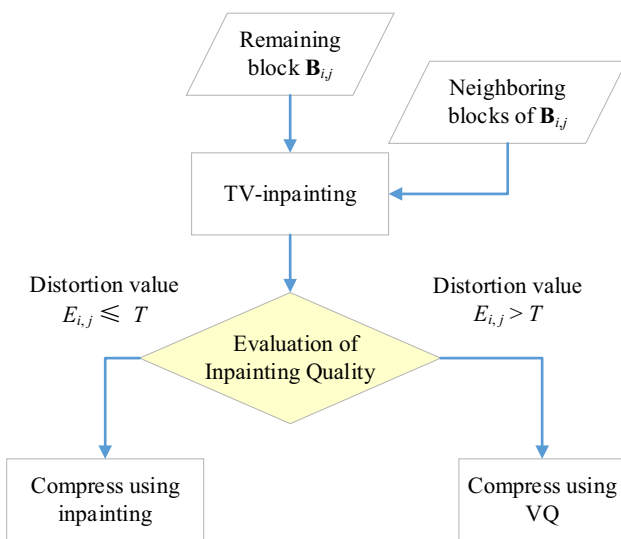 Remaining
block B_{i,j}
Neighboring
blocks of B_{i,j}
TV-inpainting
Distortion value
E_{i,j} ⩽ T
Distortion value
E_{i,j} > T
Evaluation of
Inpainting Quality
Compress using
inpainting
Compress using
VQ